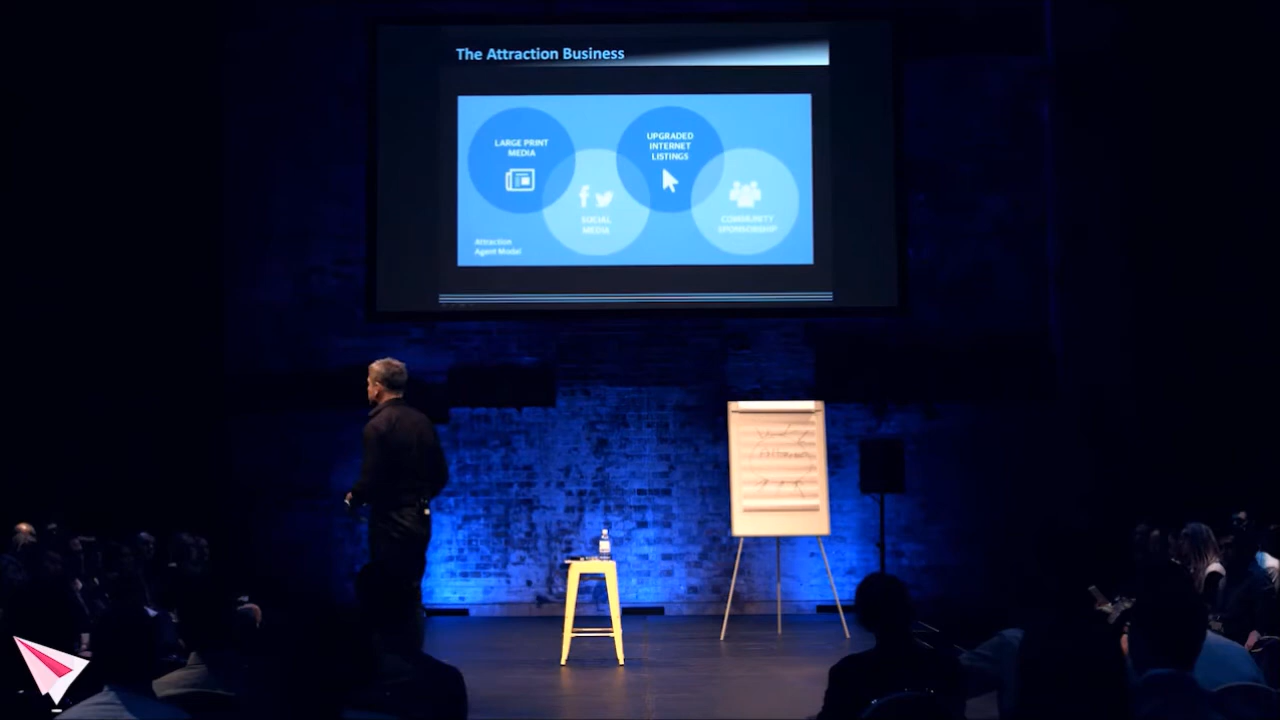 The Attraction Business
LARGE PRINT
MEDIA
UPGRADED
INTERNET
LISTINGS
SOCIAL
MEDIA
COMMUNITY
SPONSORSHIP
Attraction
Agent Model